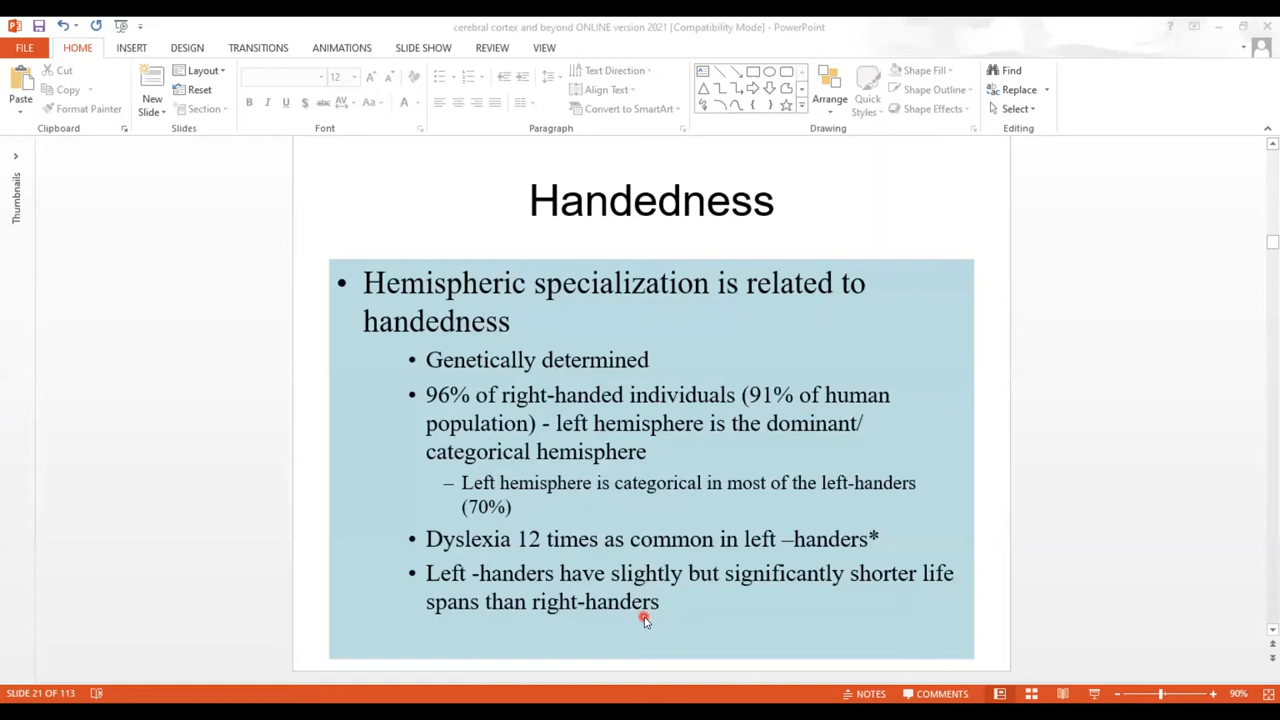 cerebral cortex and beyond ONLINE version 2021 [Compatibility Mode] - PowerPoint
FILE HOME INSERT DESIGN TRANSITIONS ANIMATIONS SLIDE SHOW REVIEW VIEW
Paste
Cut
Copy
Format Painter
Clipboard
New
Slide
Layout
Reset
Section
Slides
12
B I U S abc AV Aa A
Font
Text Direction
Align Text
Convert to SmartArt
Paragraph
Arrange
Quick
Styles
Shape Fill
Shape Outline
Shape Effects
Drawing
Find
Replace
Select
Editing
Thumbnails
Handedness
• Hemispheric specialization is related to
handedness
• Genetically determined
• 96% of right-handed individuals (91% of human
population) - left hemisphere is the dominant/
categorical hemisphere
– Left hemisphere is categorical in most of the left-handers
(70%)
• Dyslexia 12 times as common in left –handers*
• Left -handers have slightly but significantly shorter life
spans than right-handers
SLIDE 21 OF 113 NOTES COMMENTS 90%